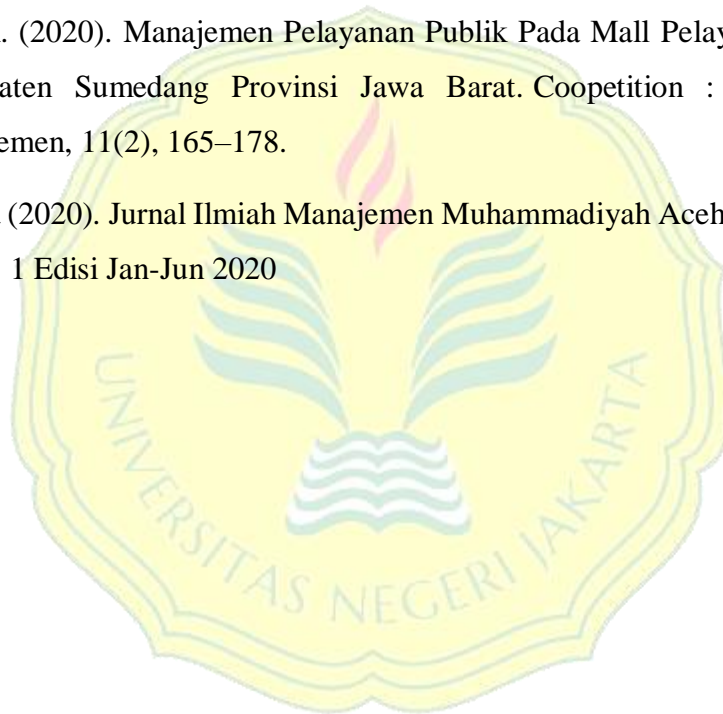 . (2020). Manajemen Pelayanan Publik Pada Mall Pelay
aten Sumedang Provinsi Jawa Barat. Coopetition :
emen, 11(2), 165–178.
(2020). Jurnal Ilmiah Manajemen Muhammadiyah Aceh
1 Edisi Jan-Jun 2020
UNIVERSITAS NEGERI JAKARTA